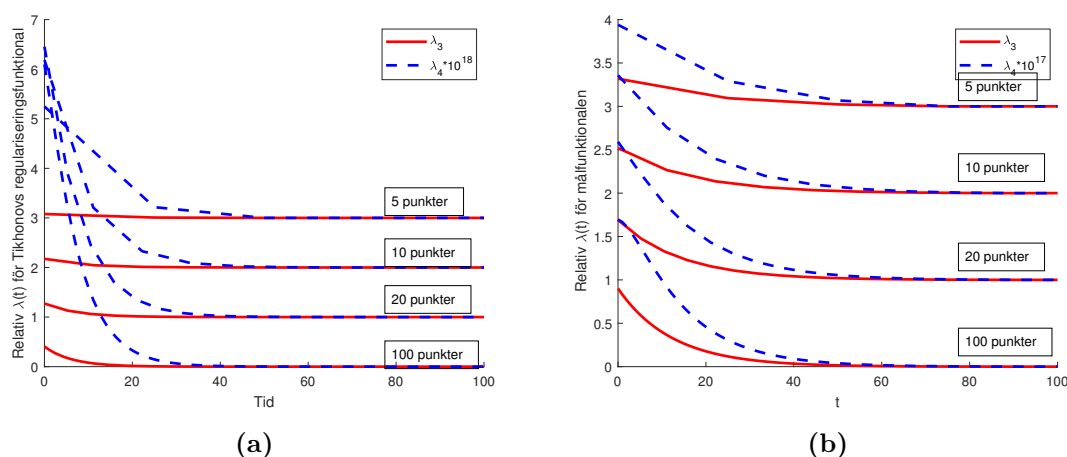 Relativ λ(t) för Tikhonovs regulariseringsfunktional
7
6
5
4
3
2
1
0
λ3
λ4*10^18
5 punkter
10 punkter
20 punkter
100 punkter
0 20 40 60 80 100
Tid
(a)
Relativ λ(t) för målfunktionalen
4
3.5
3
2.5
2
1.5
1
0.5
0
λ3
λ4*10^17
5 punkter
10 punkter
20 punkter
100 punkter
0 20 40 60 80 100
t
(b)